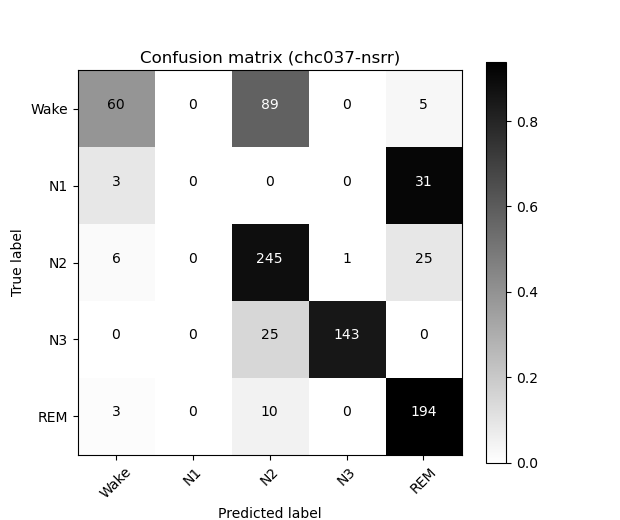 Confusion matrix (chc037-nsrr)
Wake 60 0 89 0 5
N1 3 0 0 0 31
N2 6 0 245 1 25
N3 0 0 25 143 0
REM 3 0 10 0 194
Wake N1 N2 N3 REM
Predicted label
True label
0.8
0.6
0.4
0.2
0.0